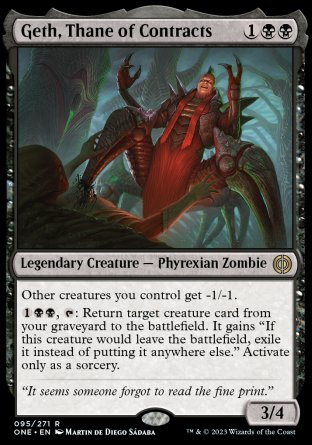 Geth, Thane of Contracts 1
Legendary Creature — Phyrexian Zombie
Other creatures you control get -1/-1.
1, : Return target creature card from
your graveyard to the battlefield. It gains “If
this creature would leave the battlefield, exile
it instead of putting it anywhere else.” Activate
only as a sorcery.
“It seems someone forgot to read the fine print.”
3/4
095/271 R
ONE • EN Martin de Diego Sádaba
™ & © 2023 Wizards of the Coast